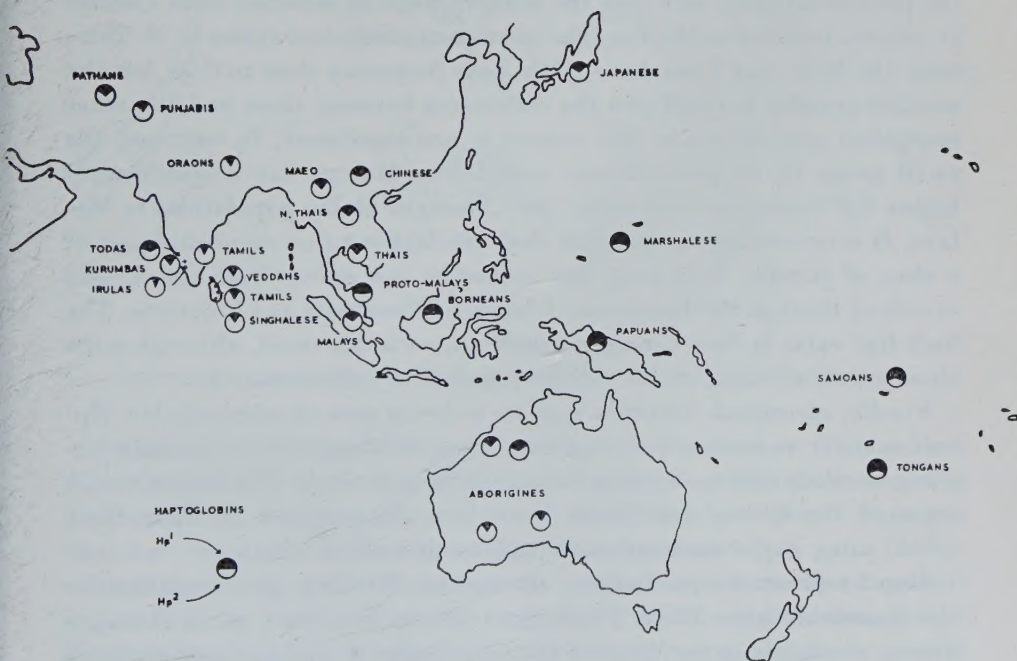 JAPANESE
PATHANS
PUNJABIS
ORAONS
MAEO
CHINESE
N. THAIS
TODAS
TAMILS
THAIS
MARSHALESE
KURUMBAS
VEDDAHS
PROTO-MALAYS
IRULAS
TAMILS
BORNEANS
SINGHALESE
MALAYS
PAPUANS
SAMOANS
TONGANS
ABORIGINES
HAPTOGLOBINS
Hp1
Hp2